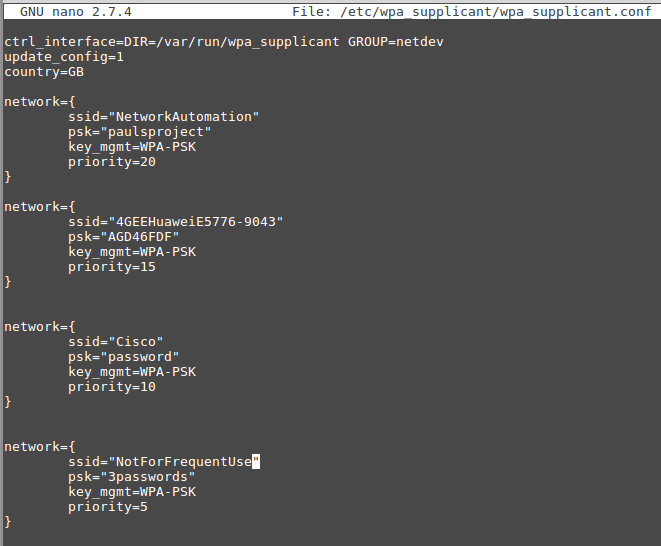 GNU nano 2.7.4 File: /etc/wpa_supplicant/wpa_supplicant.conf
ctrl_interface=DIR=/var/run/wpa_supplicant GROUP=netdev
update_config=1
country=GB
network={
ssid="NetworkAutomation"
psk="paulsproject"
key_mgmt=WPA-PSK
priority=20
}
network={
ssid="4GEEHuaweiE5776-9043"
psk="AGD46FDF"
key_mgmt=WPA-PSK
priority=15
}
network={
ssid="Cisco"
psk="password"
key_mgmt=WPA-PSK
priority=10
}
network={
ssid="NotForFrequentUse"
psk="3passwords"
key_mgmt=WPA-PSK
priority=5
}